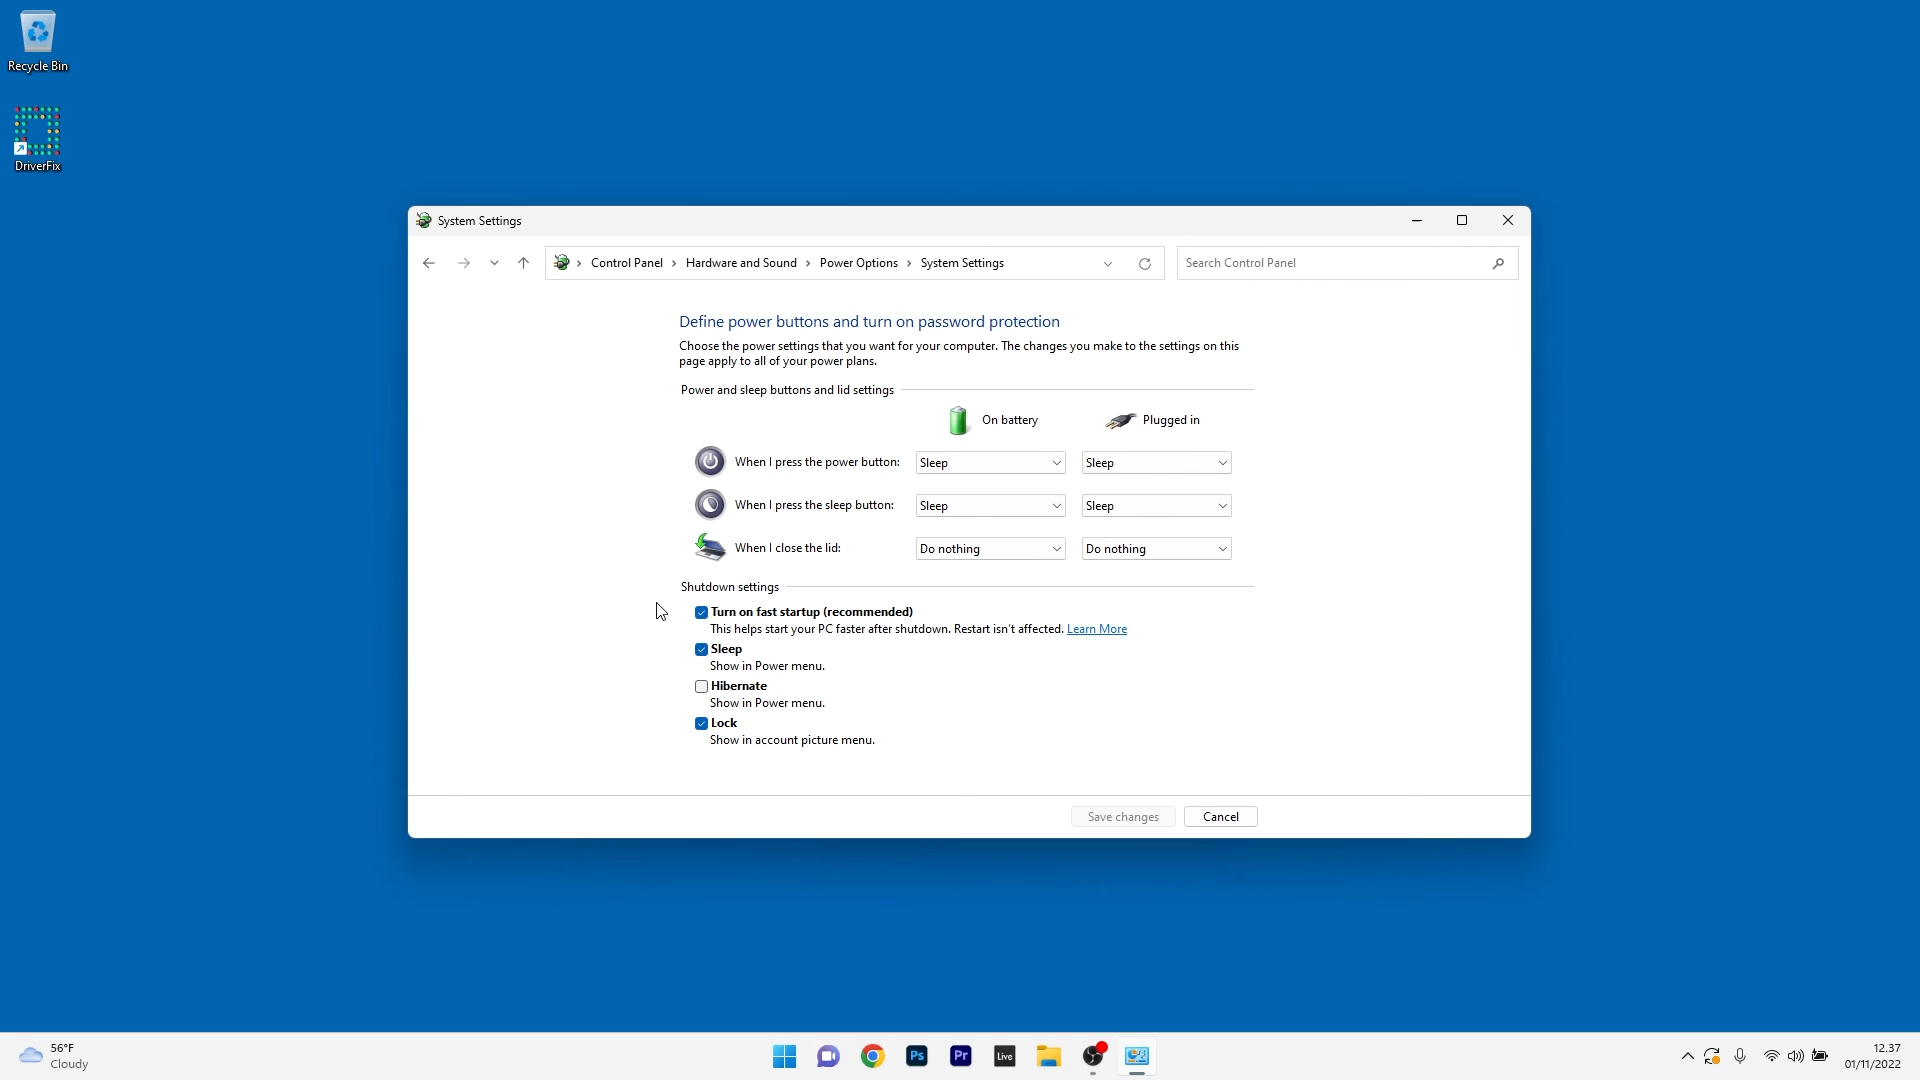 Recycle Bin
DriverFix
System Settings
Control Panel > Hardware and Sound > Power Options > System Settings
Search Control Panel
Define power buttons and turn on password protection
Choose the power settings that you want for your computer. The changes you make to the settings on this
page apply to all of your power plans.
Power and sleep buttons and lid settings
On battery Plugged in
When I press the power button: Sleep Sleep
When I press the sleep button: Sleep Sleep
When I close the lid: Do nothing Do nothing
Shutdown settings
Turn on fast startup (recommended)
This helps start your PC faster after shutdown. Restart isn't affected. Learn More
Sleep
Show in Power menu.
Hibernate
Show in Power menu.
Lock
Show in account picture menu.
Save changes Cancel
56°F
Cloudy
Ps Pr Live
12.37
01/11/2022